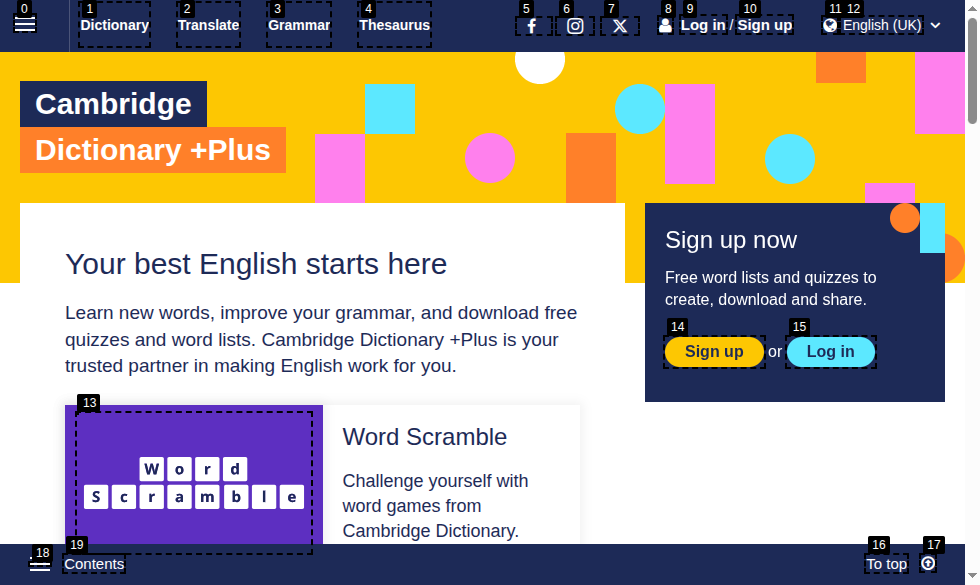 0 1 2 3 4 5 6 7 8 9 10 11 12
Dictionary Translate Grammar Thesaurus Log in / Sign up English (UK)
Cambridge
Dictionary +Plus
Your best English starts here
Learn new words, improve your grammar, and download free
quizzes and word lists. Cambridge Dictionary +Plus is your
trusted partner in making English work for you.
13
Word
Scramble
Word Scramble
Challenge yourself with
word games from
Cambridge Dictionary.
Sign up now
Free word lists and quizzes to
create, download and share.
14 15
Sign up or Log in
18 19 16 17
Contents To top